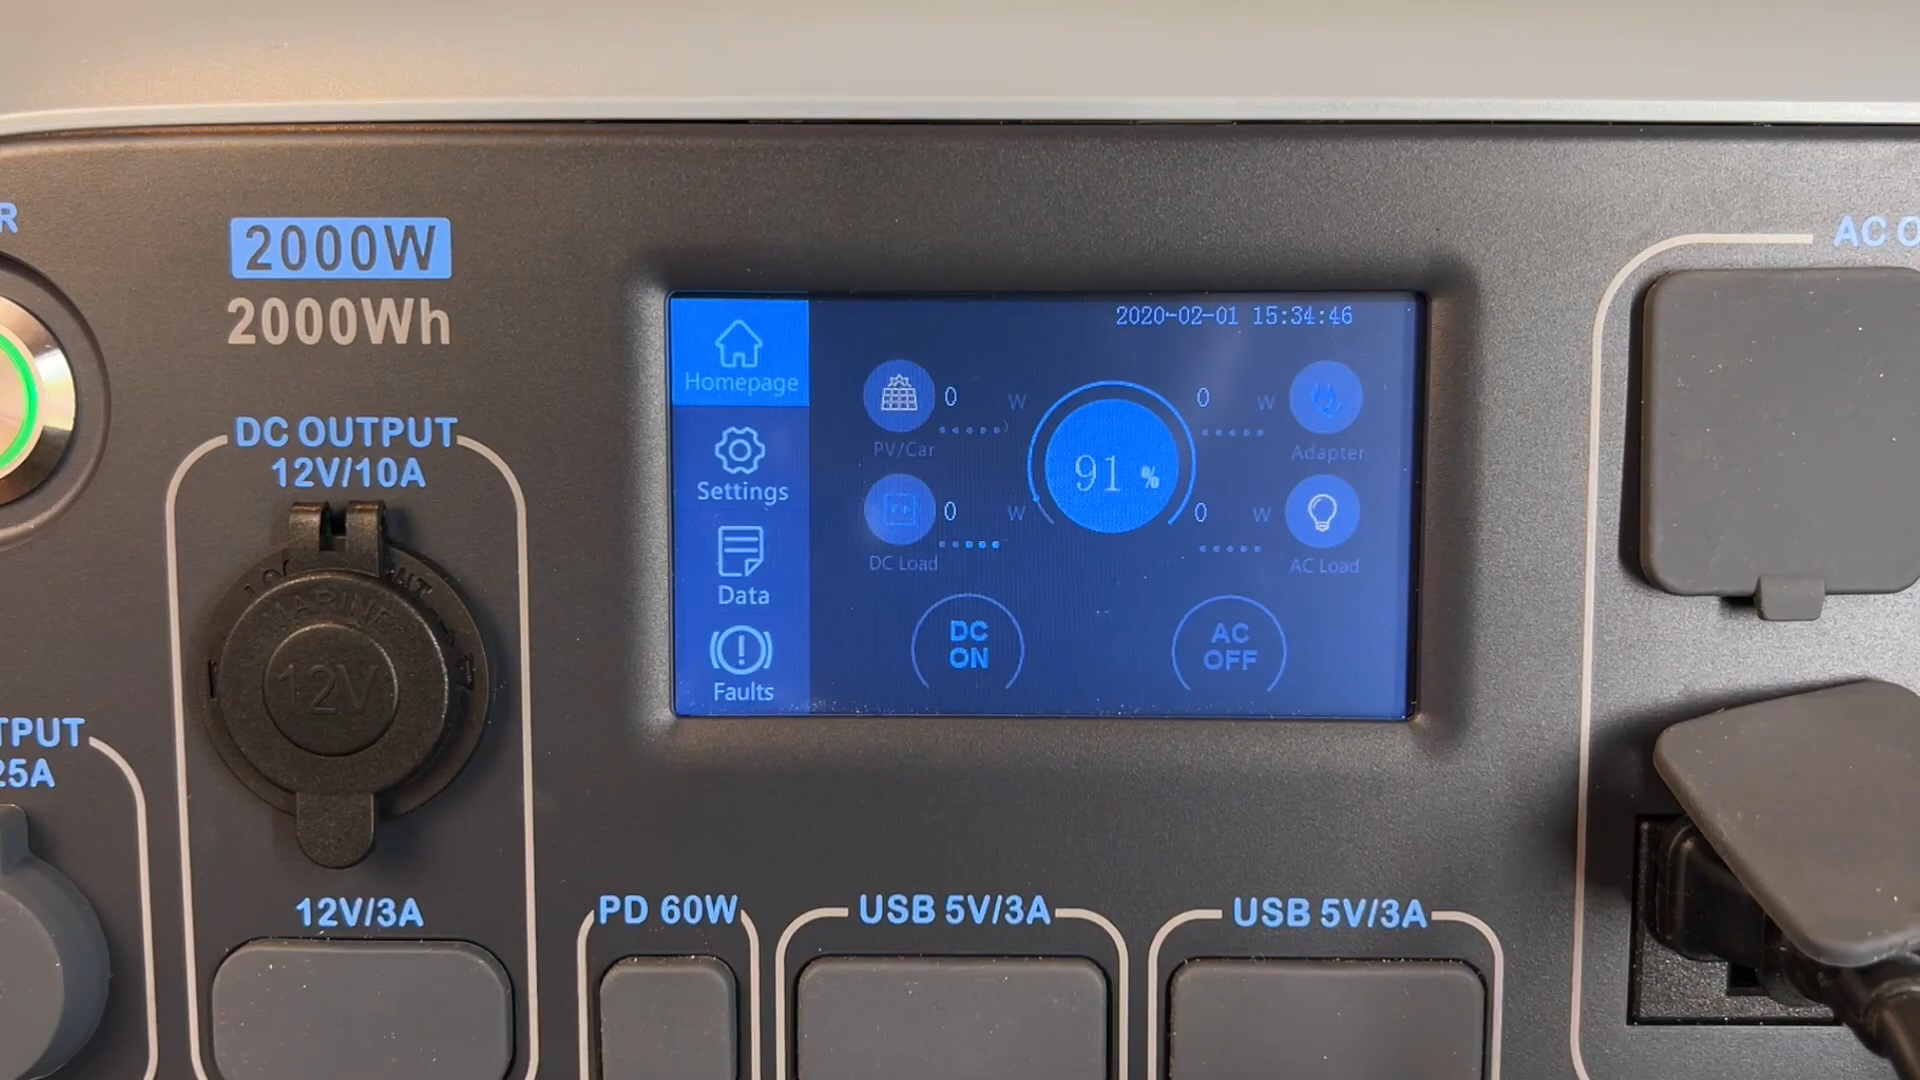 R
2000W
2000Wh
DC OUTPUT
12V/10A
MARINE
12V
TPUT
25A
12V/3A
PD 60W
USB 5V/3A
USB 5V/3A
AC O
2020-02-01 15:34:46
Homepage
Settings
Data
Faults
0 W
PV/Car
0 W
DC Load
91 %
0 W
Adapter
0 W
AC Load
DC
ON
AC
OFF